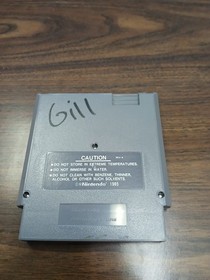 Gill
CAUTION
● DO NOT STORE IN EXTREME TEMPERATURES.
● DO NOT IMMERSE IN WATER.
● DO NOT CLEAN WITH BENZENE, THINNER,
ALCOHOL OR OTHER SUCH SOLVENTS.
©Nintendo 1985